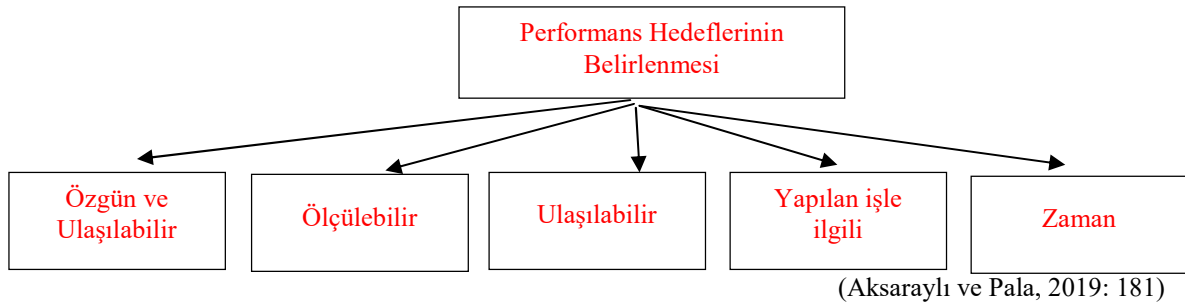 Performans Hedeflerinin
Belirlenmesi
Özgün ve
Ulaşılabilir
Ölçülebilir
Ulaşılabilir
Yapılan işle
ilgili
Zaman
(Aksaraylı ve Pala, 2019: 181)